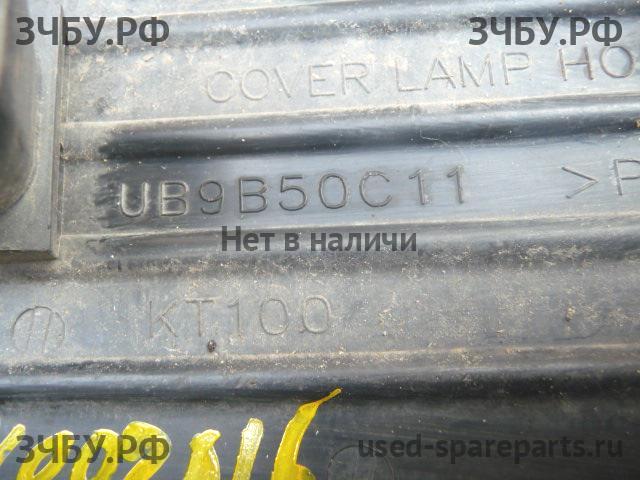 ЗЧБУ.РФ ЗЧБУ.РФ
COVER LAMP HO
UB9B50C11 >P
Нет в наличи
KT100
ЗЧБУ.РФ used-spareparts.ru